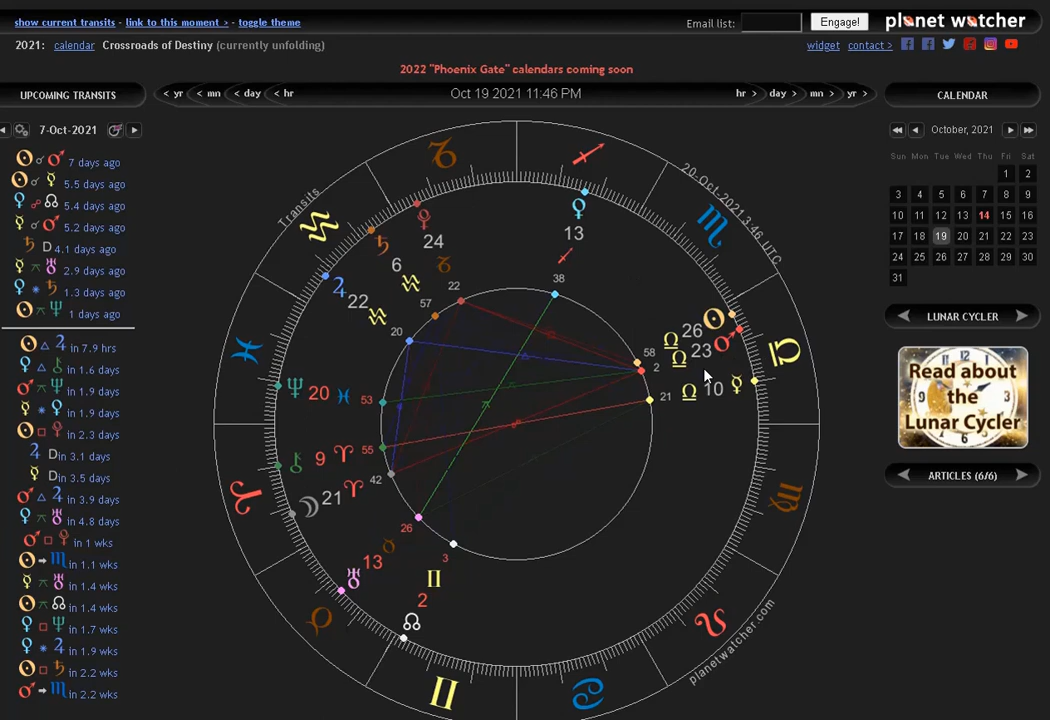 show current transits - link to this moment > - toggle theme
Email list: Engage! planet watcher
2021: calendar Crossroads of Destiny (currently unfolding)
widget contact >
2022 "Phoenix Gate" calendars coming soon
UPCOMING TRANSITS
< yr < mn < day < hr
Oct 19 2021 11:46 PM
hr > day > mn > yr >
CALENDAR
7-Oct-2021
7 days ago
5.5 days ago
5.4 days ago
5.2 days ago
D 4.1 days ago
2.9 days ago
1.3 days ago
1 days ago
in 7.9 hrs
in 1.6 days
in 1.9 days
in 1.9 days
in 2.3 days
D in 3.1 days
D in 3.5 days
in 3.9 days
in 4.8 days
in 1 wks
in 1.1 wks
in 1.4 wks
in 1.4 wks
in 1.7 wks
in 1.9 wks
in 2.2 wks
in 2.2 wks
Transits
20-Oct-2021 3:46 UTC
13
38
24
22
6
57
22
20
26
58
23
2
10
21
20
53
9
55
21
42
13
26
2
3
planetwatcher.com
October, 2021
Sun Mon Tue Wed Thu Fri Sat
1 2
3 4 5 6 7 8 9
10 11 12 13 14 15 16
17 18 19 20 21 22 23
24 25 26 27 28 29 30
31
LUNAR CYCLER
Read about
the
Lunar Cycler
ARTICLES (6/6)